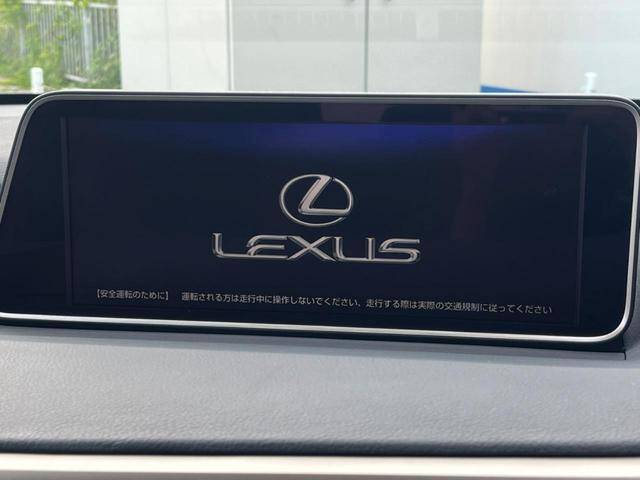 LEXUS
【安全運転のために】 運転される方は走行中に操作しないでください、走行する際は実際の交通規制に従ってください